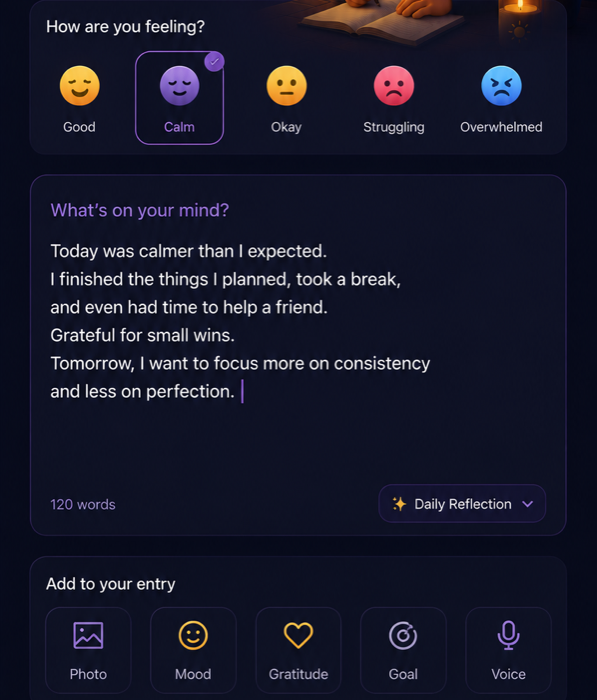 How are you feeling?
Good
Calm
Okay
Struggling
Overwhelmed
What's on your mind?
Today was calmer than I expected.
I finished the things I planned, took a break,
and even had time to help a friend.
Grateful for small wins.
Tomorrow, I want to focus more on consistency
and less on perfection.
120 words
Daily Reflection
Add to your entry
Photo
Mood
Gratitude
Goal
Voice